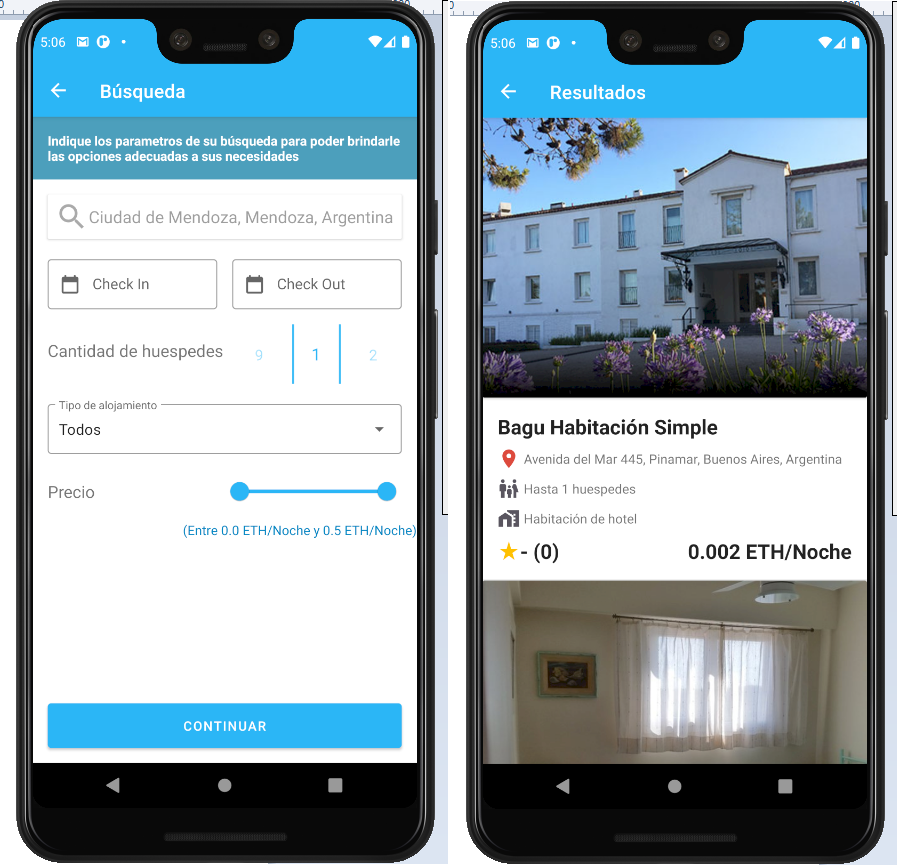 5:06
Búsqueda
Indique los parametros de su búsqueda para poder brindarle
las opciones adecuadas a sus necesidades
Ciudad de Mendoza, Mendoza, Argentina
Check In
Check Out
Cantidad de huespedes
9
1
2
Tipo de alojamiento
Todos
Precio
(Entre 0.0 ETH/Noche y 0.5 ETH/Noche)
CONTINUAR
5:06
Resultados
Bagu Habitación Simple
Avenida del Mar 445, Pinamar, Buenos Aires, Argentina
Hasta 1 huespedes
Habitación de hotel
- (0)
0.002 ETH/Noche